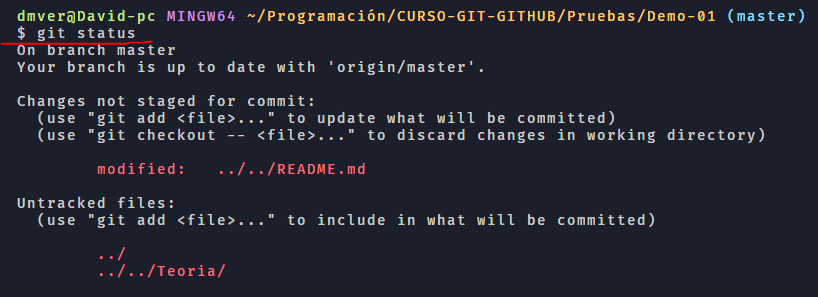 dmver@David-pc MINGW64 ~/Programación/CURSO-GIT-GITHUB/Pruebas/Demo-01 (master)
$ git status
On branch master
Your branch is up to date with 'origin/master'.

Changes not staged for commit:
  (use "git add <file>..." to update what will be committed)
  (use "git checkout -- <file>..." to discard changes in working directory)

        modified:   ../../README.md

Untracked files:
  (use "git add <file>..." to include in what will be committed)

        ../
        ../../Teoria/